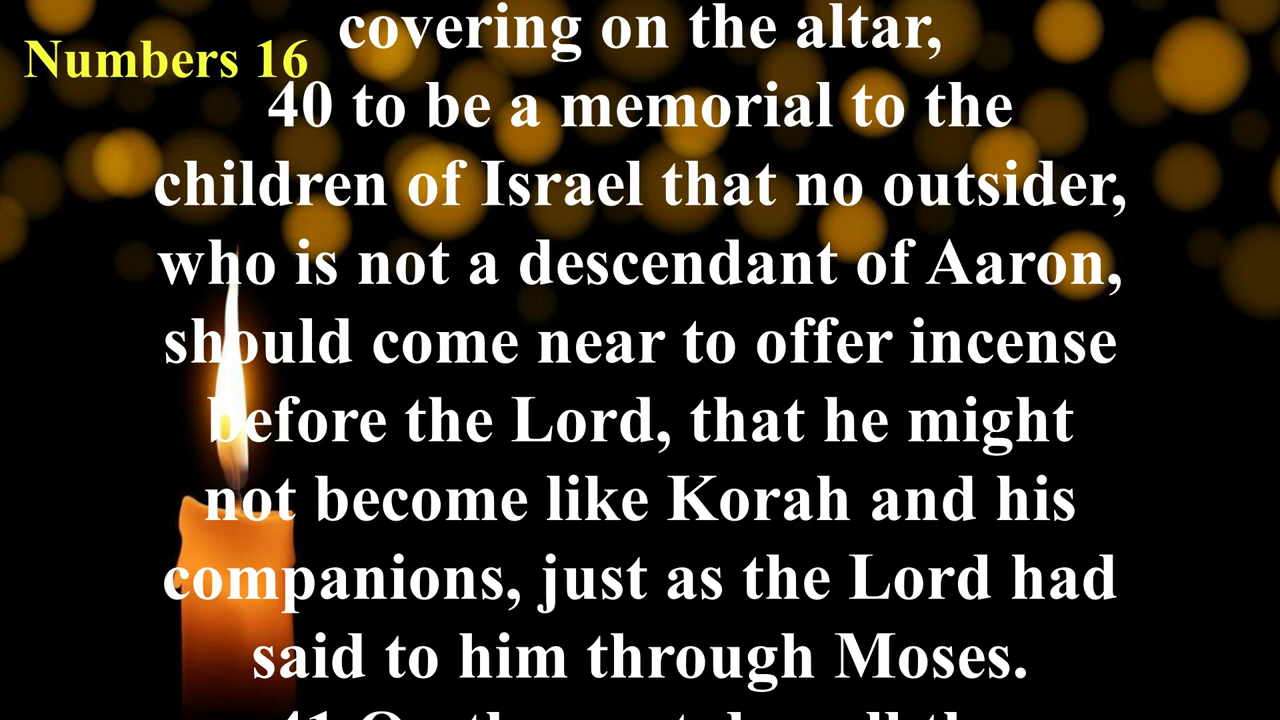 covering on the altar,
Numbers 16
40 to be a memorial to the
children of Israel that no outsider,
who is not a descendant of Aaron,
should come near to offer incense
before the Lord, that he might
not become like Korah and his
companions, just as the Lord had
said to him through Moses.